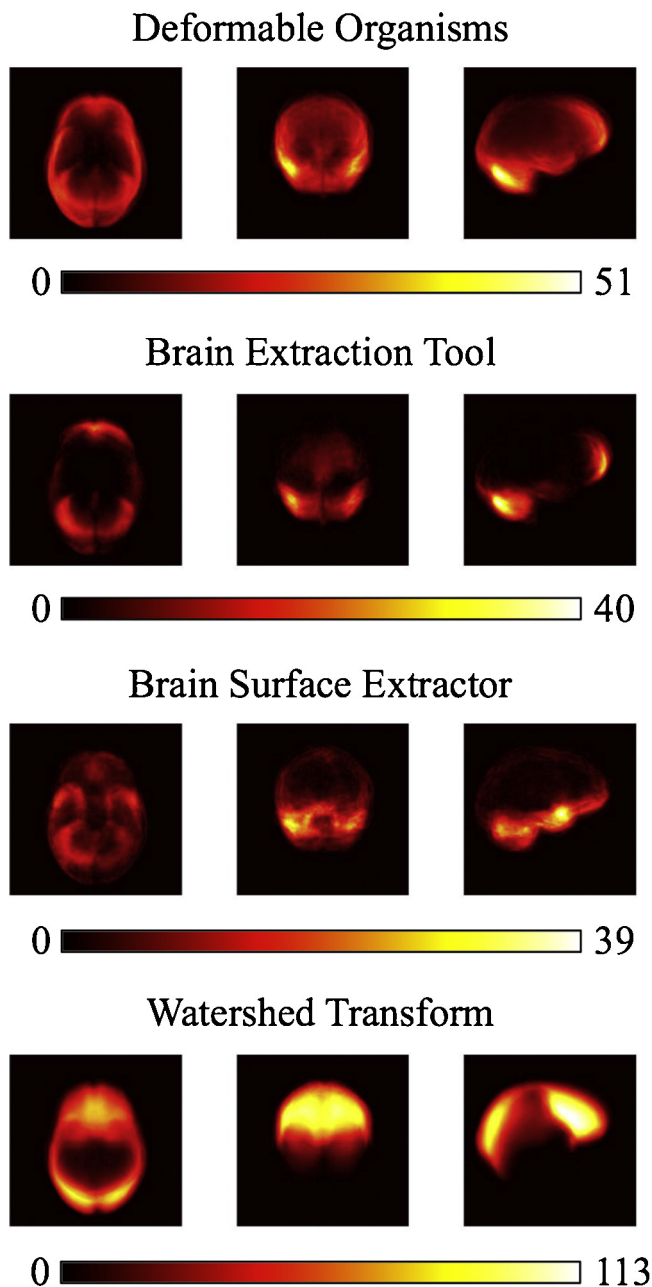 Deformable Organisms
0 51
Brain Extraction Tool
0 40
Brain Surface Extractor
0 39
Watershed Transform
0 113